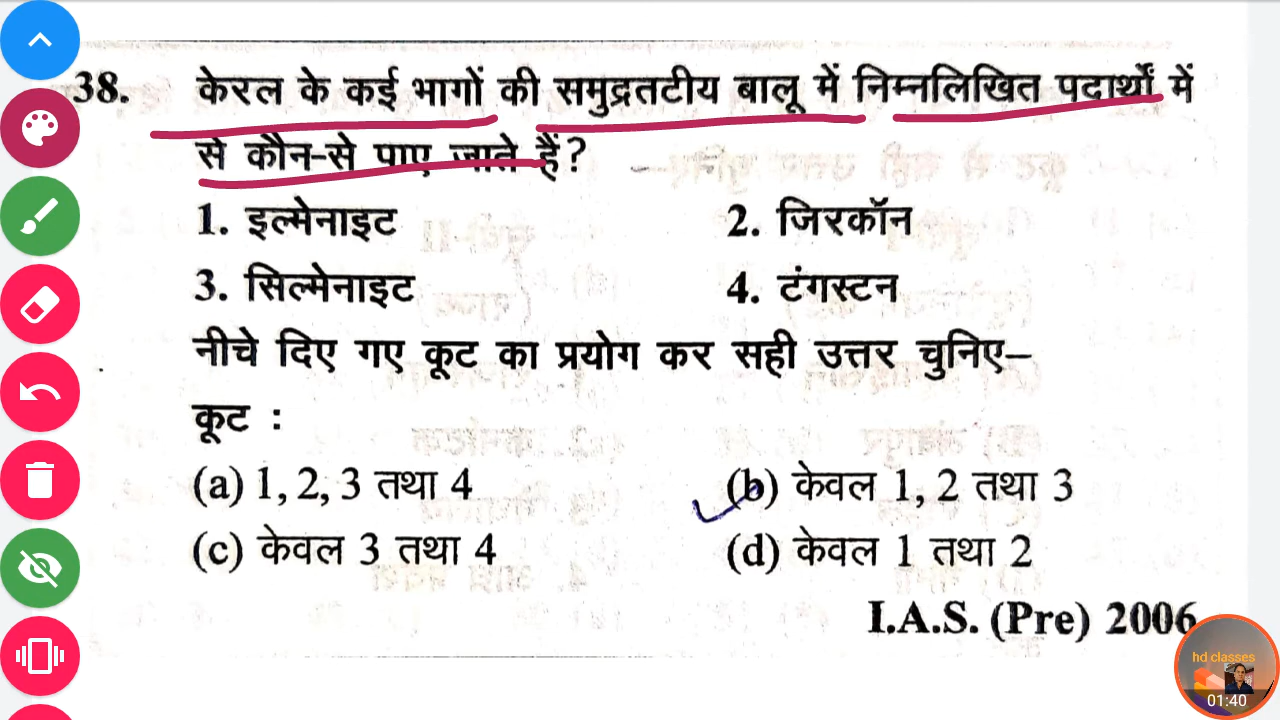 38. केरल के कई भागों की समुद्रतटीय बालू में निम्नलिखित पदार्थों में
से कौन-से पाए जाते हैं?
1. इल्मेनाइट 2. जिरकॉन
3. सिल्मेनाइट 4. टंगस्टन
नीचे दिए गए कूट का प्रयोग कर सही उत्तर चुनिए–
कूट :
(a) 1, 2, 3 तथा 4 (b) केवल 1, 2 तथा 3
(c) केवल 3 तथा 4 (d) केवल 1 तथा 2
I.A.S. (Pre) 2006
hd classes
01:40